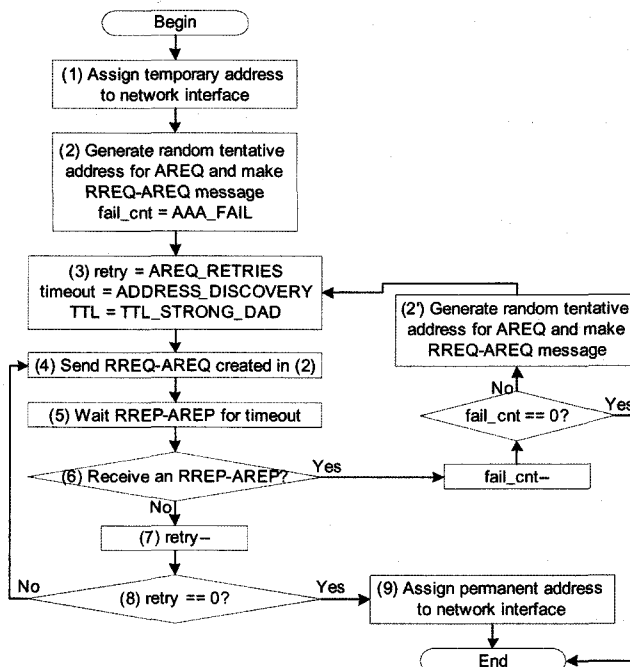 Begin
(1) Assign temporary address
to network interface
(2) Generate random tentative
address for AREQ and make
RREQ-AREQ message
fail_cnt = AAA_FAIL
(3) retry = AREQ_RETRIES
timeout = ADDRESS_DISCOVERY
TTL = TTL_STRONG_DAD
(2') Generate random tentative
address for AREQ and make
RREQ-AREQ message
(4) Send RREQ-AREQ created in (2)
No
Yes
(5) Wait RREP-AREP for timeout
fail_cnt == 0?
(6) Receive an RREP-AREP?
Yes
fail_cnt--
No
(7) retry--
No
(8) retry == 0?
Yes
(9) Assign permanent address
to network interface
End